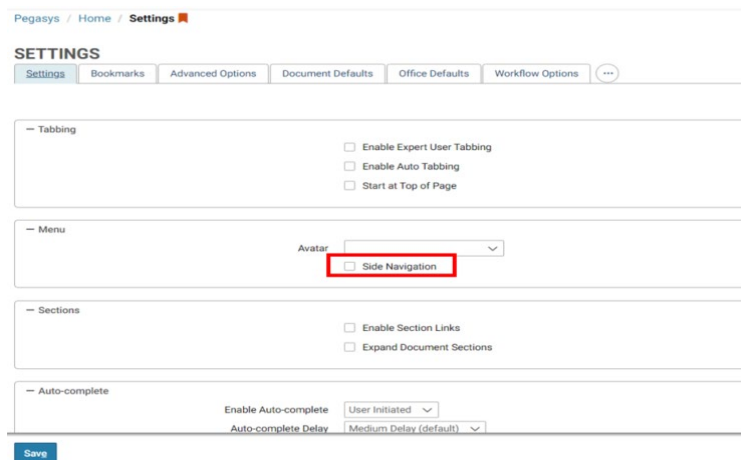 Pegasys / Home / Settings
SETTINGS
Settings Bookmarks Advanced Options Document Defaults Office Defaults Workflow Options ...
— Tabbing
Enable Expert User Tabbing
Enable Auto Tabbing
Start at Top of Page
— Menu
Avatar
Side Navigation
— Sections
Enable Section Links
Expand Document Sections
— Auto-complete
Enable Auto-complete User Initiated
Auto-complete Delay Medium Delay (default)
Save